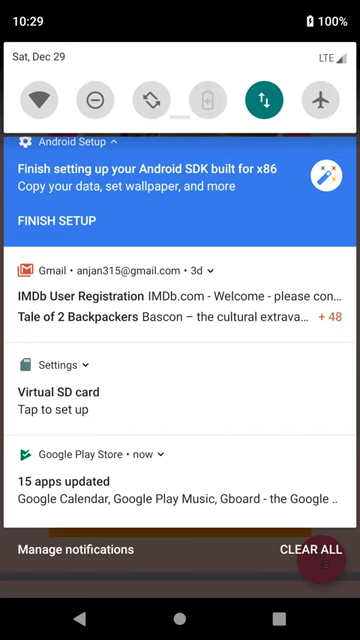 10:29
100%
Sat, Dec 29
LTE
Android Setup
Finish setting up your Android SDK built for x86
Copy your data, set wallpaper, and more
FINISH SETUP
Gmail • anjan315@gmail.com • 3d
IMDb User Registration IMDb.com - Welcome - please con...
Tale of 2 Backpackers Bascon – the cultural extrava... + 48
Settings
Virtual SD card
Tap to set up
Google Play Store • now
15 apps updated
Google Calendar, Google Play Music, Gboard - the Google ..
Manage notifications
CLEAR ALL